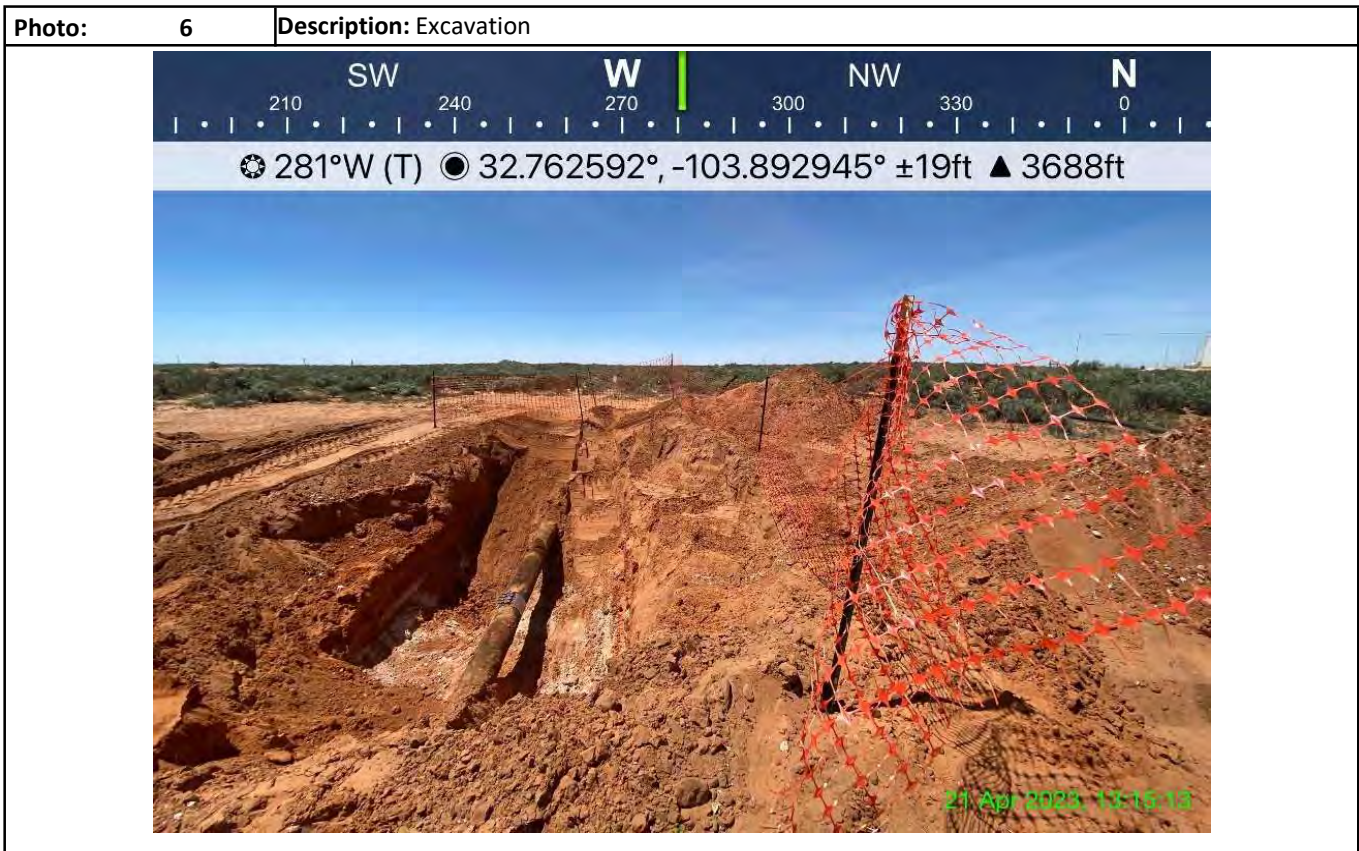 Photo: 6 Description: Excavation
SW W NW N
210 240 270 300 330 0
281°W (T) 32.762592°, -103.892945° ±19ft ▲ 3688ft
21 Apr 2023, 13:15:13